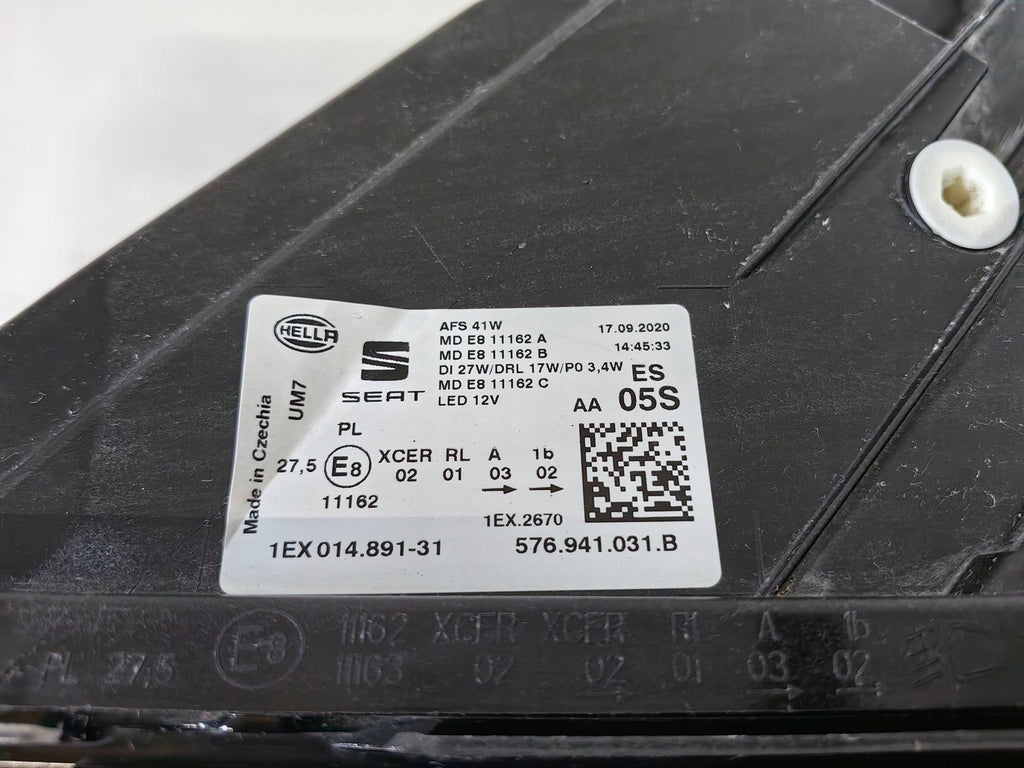 HELLA
SEAT
AFS 41W
MD E8 11162 A
MD E8 11162 B
DI 27W/DRL 17W/P0 3,4W
MD E8 11162 C
LED 12V
17.09.2020
14:45:33
ES
AA 05S
Made in Czechia
UM7
PL
27,5 E8 XCER RL A 1b
02 01 03 02
11162
1EX.2670
1EX 014.891-31 576.941.031.B
11162 XCER XCER RL A 1b
PL 27,5 E8 11163 02 02 01 03 02